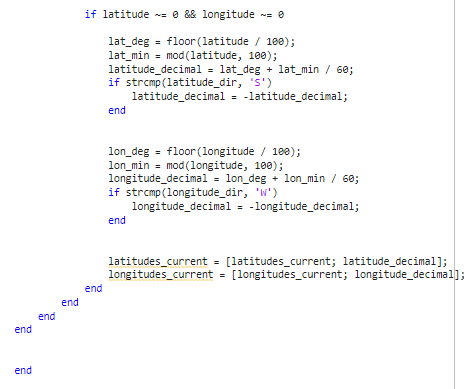 if latitude ~= 0 && longitude ~= 0
lat_deg = floor(latitude / 100);
lat_min = mod(latitude, 100);
latitude_decimal = lat_deg + lat_min / 60;
if strcmp(latitude_dir, 'S')
latitude_decimal = -latitude_decimal;
end
lon_deg = floor(longitude / 100);
lon_min = mod(longitude, 100);
longitude_decimal = lon_deg + lon_min / 60;
if strcmp(longitude_dir, 'W')
longitude_decimal = -longitude_decimal;
end
latitudes_current = [latitudes_current; latitude_decimal];
longitudes_current = [longitudes_current; longitude_decimal];
end
end
end
end
end